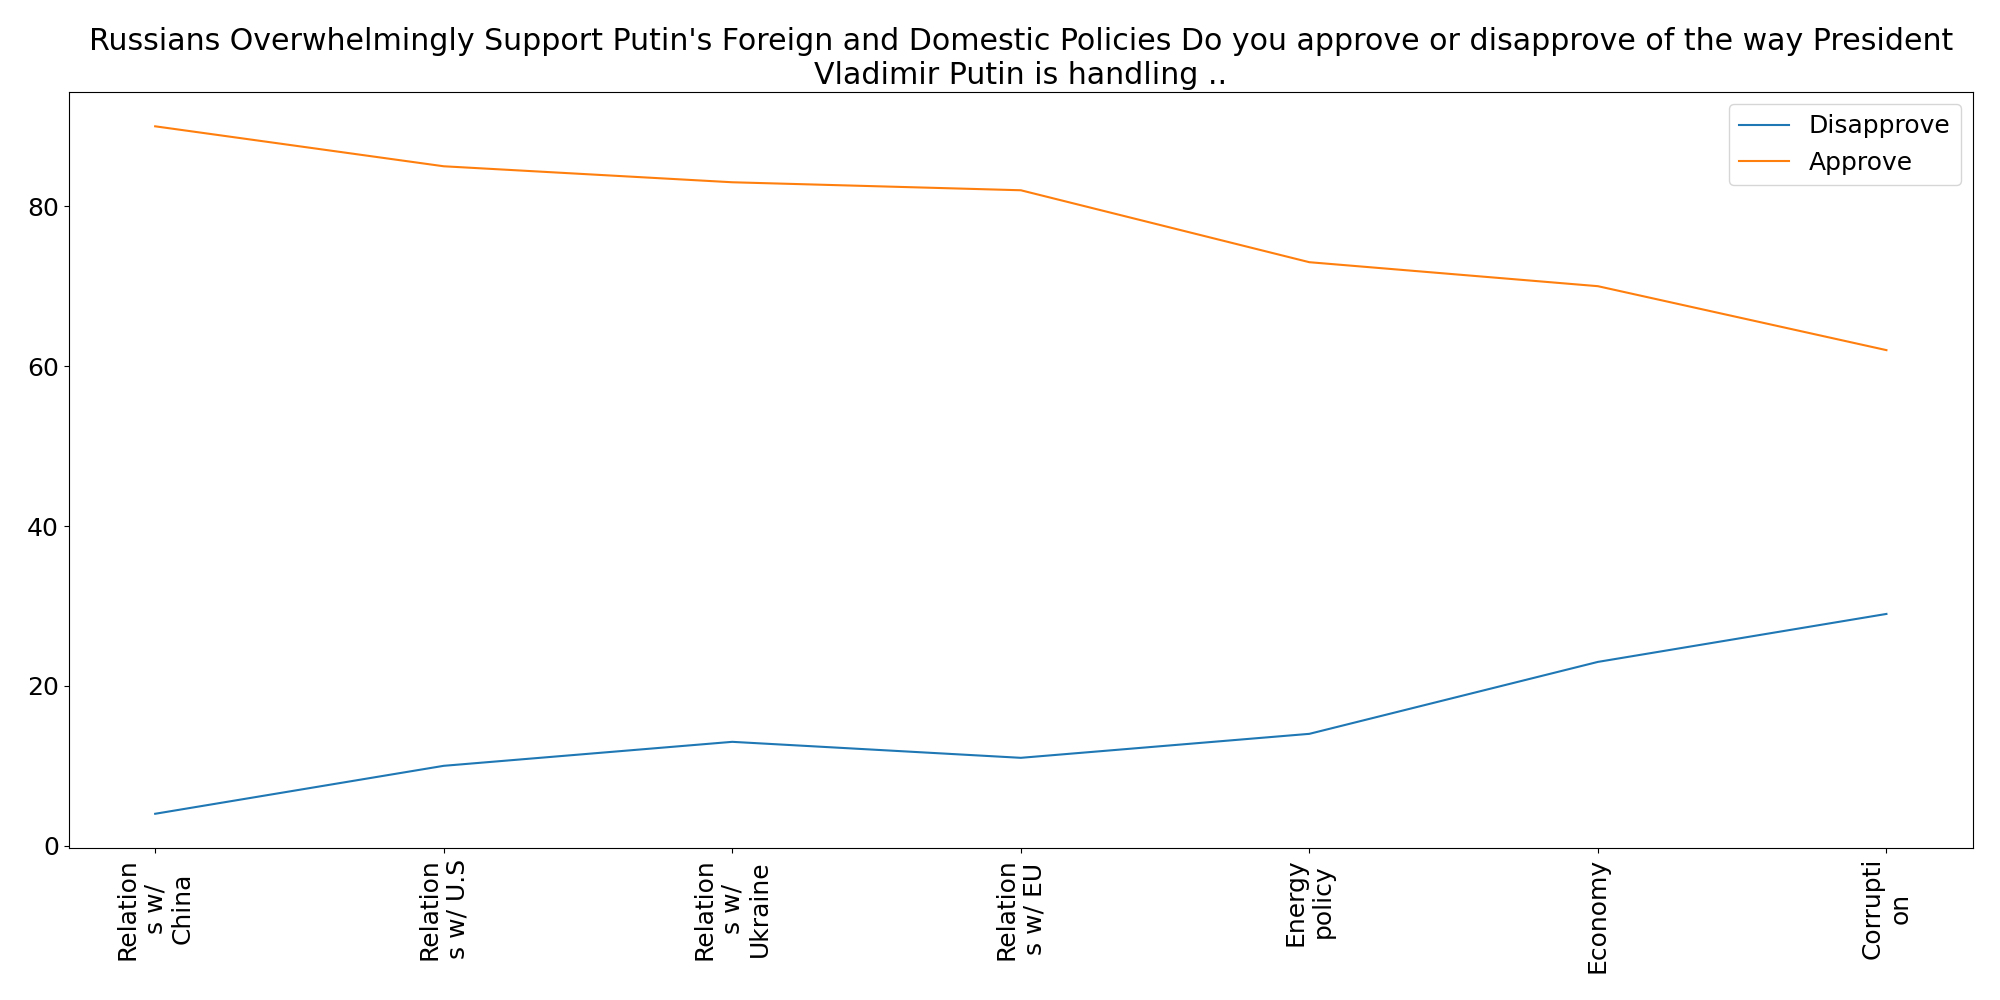 Russians Overwhelmingly Support Putin's Foreign and Domestic Policies Do you approve or disapprove of the way President
Vladimir Putin is handling ..
Disapprove
Approve
80
60
40
20
0
Relation
s w/
China
Relation
s w/ U.S
Relation
s w/
Ukraine
Relation
s w/ EU
Energy
policy
Economy
Corrupti
on